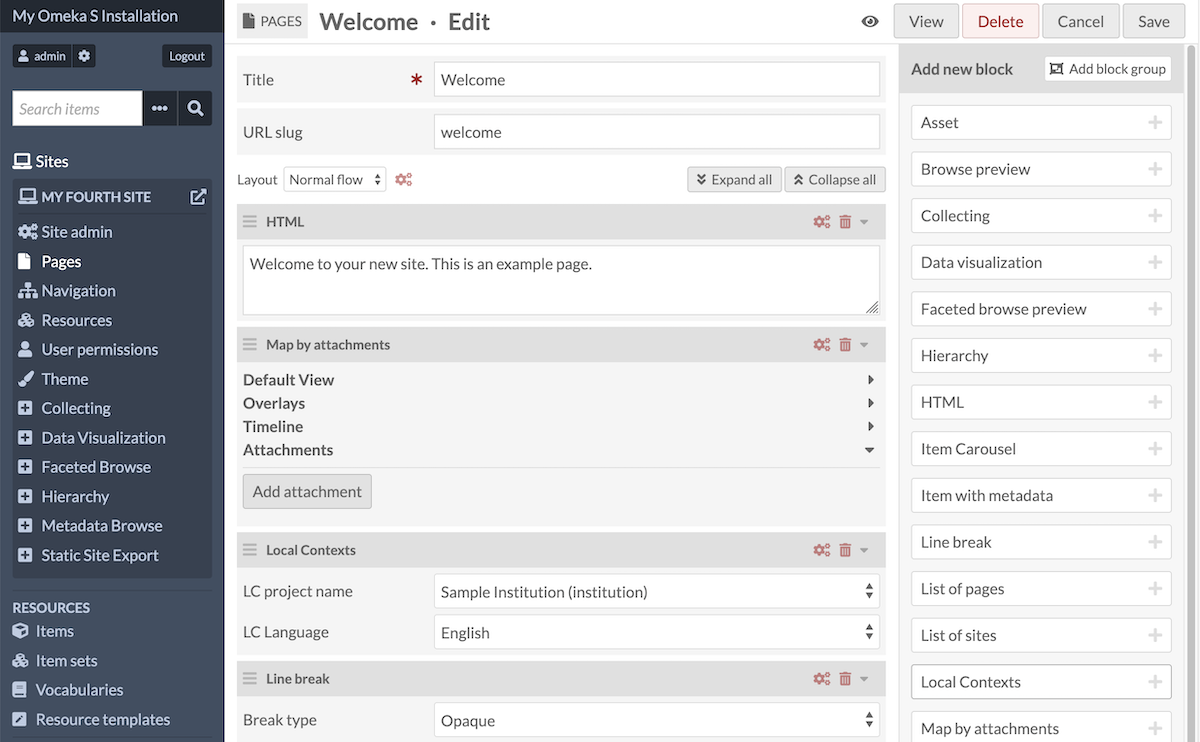 My Omeka S Installation
admin
Logout
Search items
Sites
MY FOURTH SITE
Site admin
Pages
Navigation
Resources
User permissions
Theme
Collecting
Data Visualization
Faceted Browse
Hierarchy
Metadata Browse
Static Site Export
RESOURCES
Items
Item sets
Vocabularies
Resource templates
PAGES Welcome · Edit
View Delete Cancel Save
Title * Welcome
URL slug welcome
Layout Normal flow Expand all Collapse all
HTML
Welcome to your new site. This is an example page.
Map by attachments
Default View
Overlays
Timeline
Attachments
Add attachment
Local Contexts
LC project name Sample Institution (institution)
LC Language English
Line break
Break type Opaque
Add new block Add block group
Asset
Browse preview
Collecting
Data visualization
Faceted browse preview
Hierarchy
HTML
Item Carousel
Item with metadata
Line break
List of pages
List of sites
Local Contexts
Map by attachments